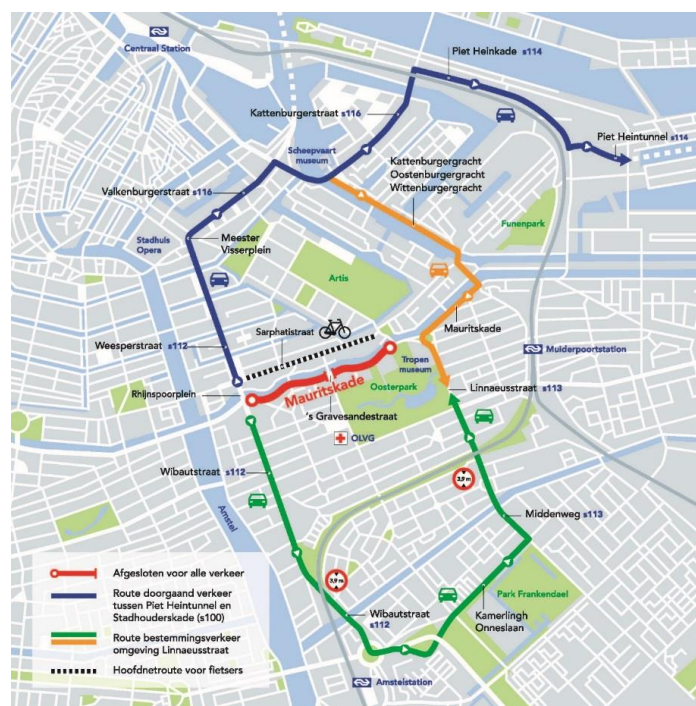 Piet Heinkade s114
Centraal Station
Kattenburgerstraat s116
Piet Heintunnel
s114
Scheepvaart
museum
Kattenburgergracht
Oostenburgergracht
Wittenburgergracht
Valkenburgerstraat s116
Funenpark
Stadhuis
Opera
Meester
Visserplein
Artis
Mauritskade
Sarphatistraat
Weesperstraat s112
Muiderpoortstation
Tropen
museum
Rhijnspoorplein
Mauritskade
Oosterpark
Linnaeusstraat s113
's Gravesandestraat
OLVG
Wibautstraat s112
3,9 m
Amstel
Middenweg s113
3,9 m
Afgesloten voor alle verkeer
Route doorgaand verkeer
tussen Piet Heintunnel en
Stadhouderskade (s100)
Route bestemmingsverkeer
omgeving Linnaeusstraat
Hoofdnetroute voor fietsers
Park Frankendael
Wibautstraat
s112
Kamerlingh
Onneslaan
Amstelstation